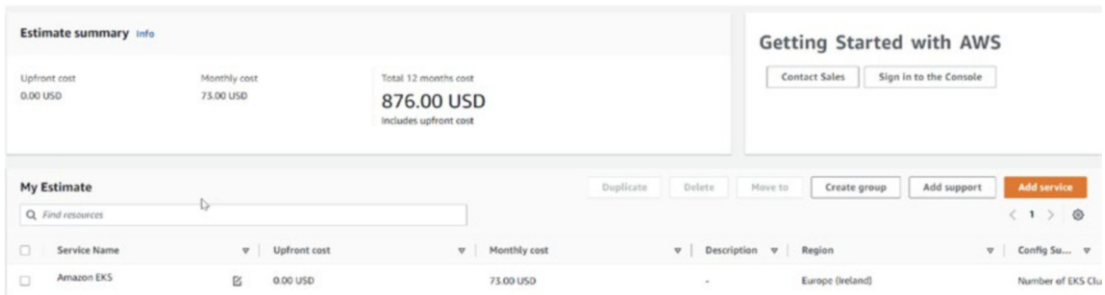 Estimate summary Info
Getting Started with AWS
Upfront cost Monthly cost Total 12 months cost
0.00 USD 73.00 USD 876.00 USD
Includes upfront cost
Contact Sales Sign in to the Console
My Estimate Duplicate Delete Move to Create group Add support Add service
Find resources < 1 >
Service Name Upfront cost Monthly cost Description Region Config Su...
Amazon EKS 0.00 USD 73.00 USD - Europe (Ireland) Number of EKS Clu